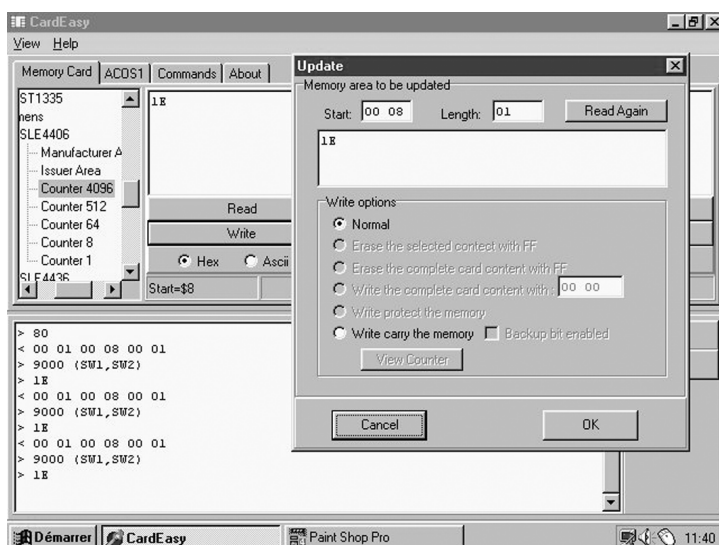 CardEasy
View Help
Memory Card ACOS1 Commands About
ST1335
nens
SLE4406
Manufacturer A
Issuer Area
Counter 4096
Counter 512
Counter 64
Counter 8
Counter 1
SLE4436
1E
Read
Write
Hex Ascii
Start=$8
Update
Memory area to be updated
Start: 00 08 Length: 01 Read Again
1E
Write options
Normal
Erase the selected contect with FF
Erase the complete card content with FF
Write the complete card content with : 00 00
Write protect the memory
Write carry the memory Backup bit enabled
View Counter
Cancel OK
> 80
< 00 01 00 08 00 01
> 9000 (SW1,SW2)
> 1E
< 00 01 00 08 00 01
> 9000 (SW1,SW2)
> 1E
< 00 01 00 08 00 01
> 9000 (SW1,SW2)
> 1E
Démarrer CardEasy Paint Shop Pro 11:40